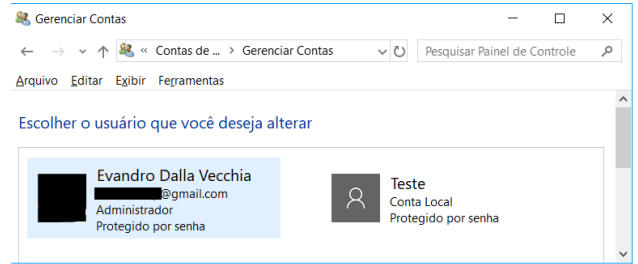 Gerenciar Contas
« Contas de ... > Gerenciar Contas Pesquisar Painel de Controle
Arquivo Editar Exibir Ferramentas
Escolher o usuário que você deseja alterar
Evandro Dalla Vecchia
@gmail.com
Administrador
Protegido por senha
Teste
Conta Local
Protegido por senha